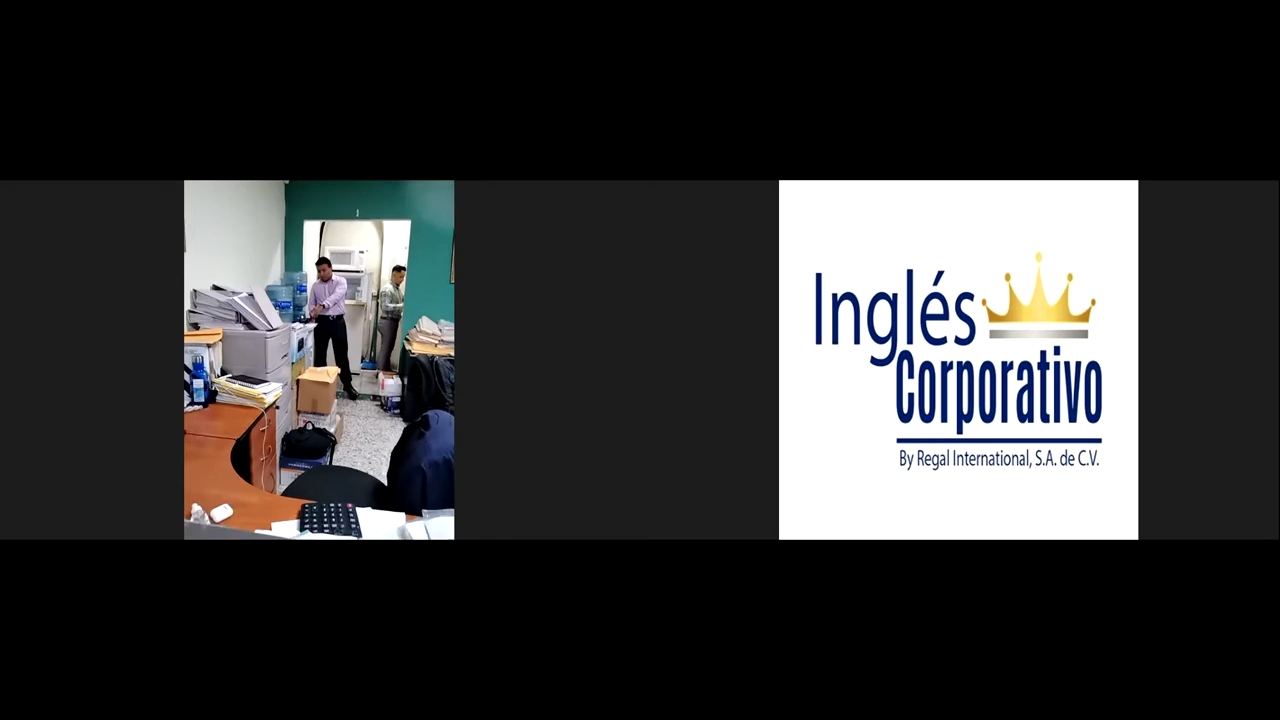 Inglés
Corporativo
By Regal International, S.A. de C.V.